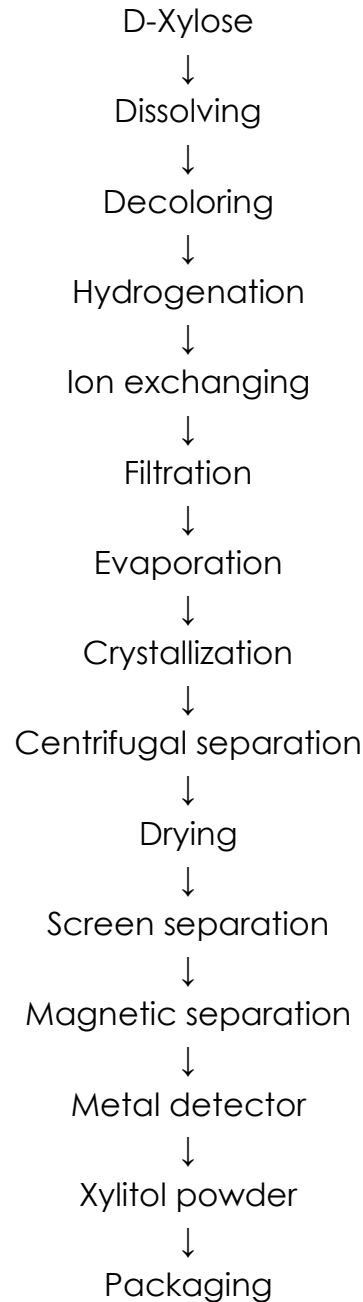 D-Xylose
↓
Dissolving
↓
Decoloring
↓
Hydrogenation
↓
Ion exchanging
↓
Filtration
↓
Evaporation
↓
Crystallization
↓
Centrifugal separation
↓
Drying
↓
Screen separation
↓
Magnetic separation
↓
Metal detector
↓
Xylitol powder
↓
Packaging